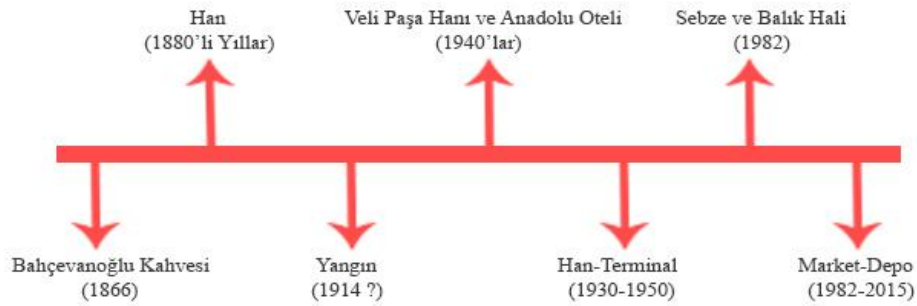 Han
(1880’li Yıllar)
Veli Paşa Hanı ve Anadolu Oteli
(1940’lar)
Sebze ve Balık Hali
(1982)
Bahçevanoğlu Kahvesi
(1866)
Yangın
(1914 ?)
Han-Terminal
(1930-1950)
Market-Depo
(1982-2015)